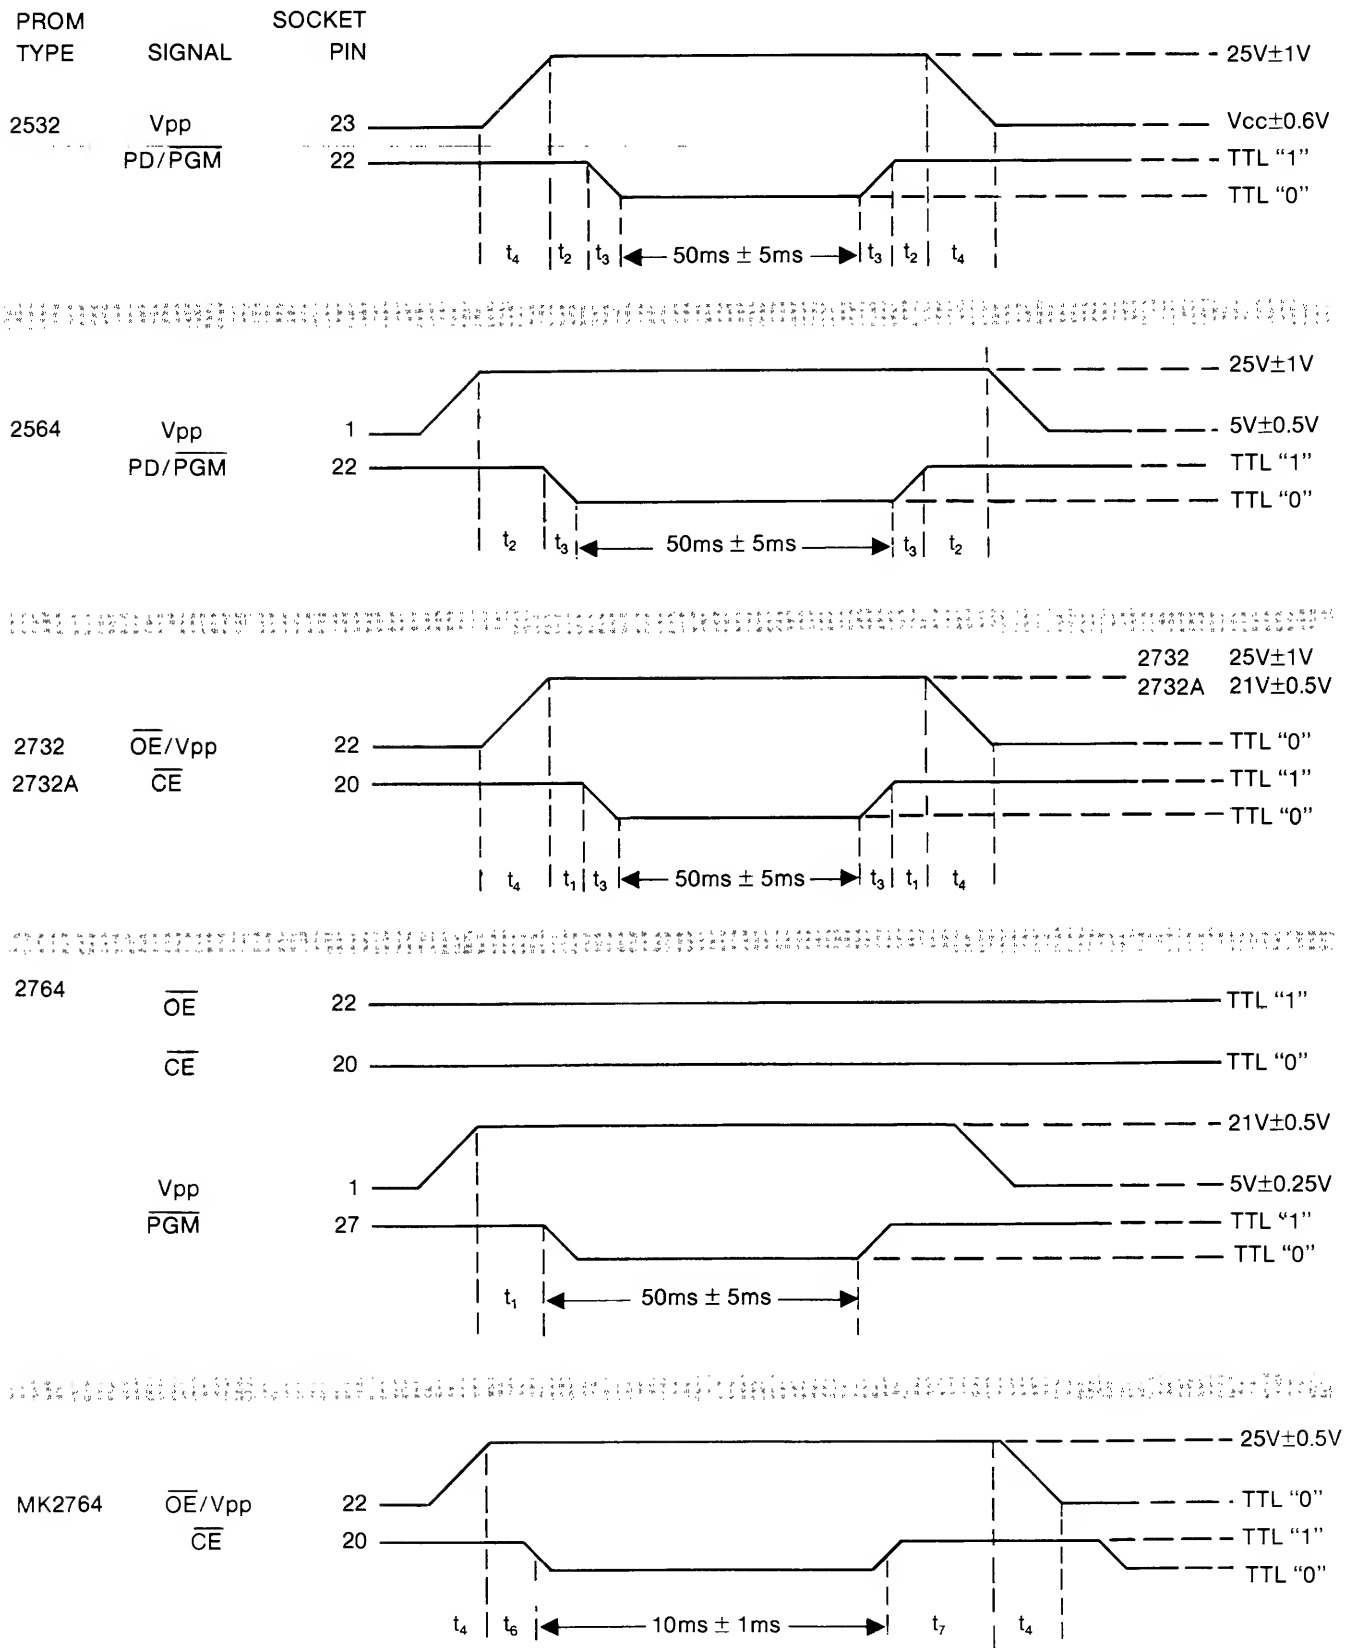 PROM SOCKET
TYPE SIGNAL PIN
25V±1V
2532 Vpp 23 Vcc±0.6V
PD/PGM 22 TTL “1”
TTL “0”
t4 t2 t3 50ms ± 5ms t3 t2 t4
25V±1V
2564 Vpp 1 5V±0.5V
PD/PGM 22 TTL “1”
TTL “0”
t2 t3 50ms ± 5ms t3 t2
2732 25V±1V
2732A 21V±0.5V
2732 OE/Vpp 22 TTL “0”
2732A CE 20 TTL “1”
TTL “0”
t4 t1 t3 50ms ± 5ms t3 t1 t4
2764
OE 22 TTL “1”
CE 20 TTL “0”
21V±0.5V
Vpp 1 5V±0.25V
PGM 27 TTL “1”
TTL “0”
t1 50ms ± 5ms
25V±0.5V
MK2764 OE/Vpp 22 TTL “0”
CE 20 TTL “1”
TTL “0”
t4 t6 10ms ± 1ms t7 t4